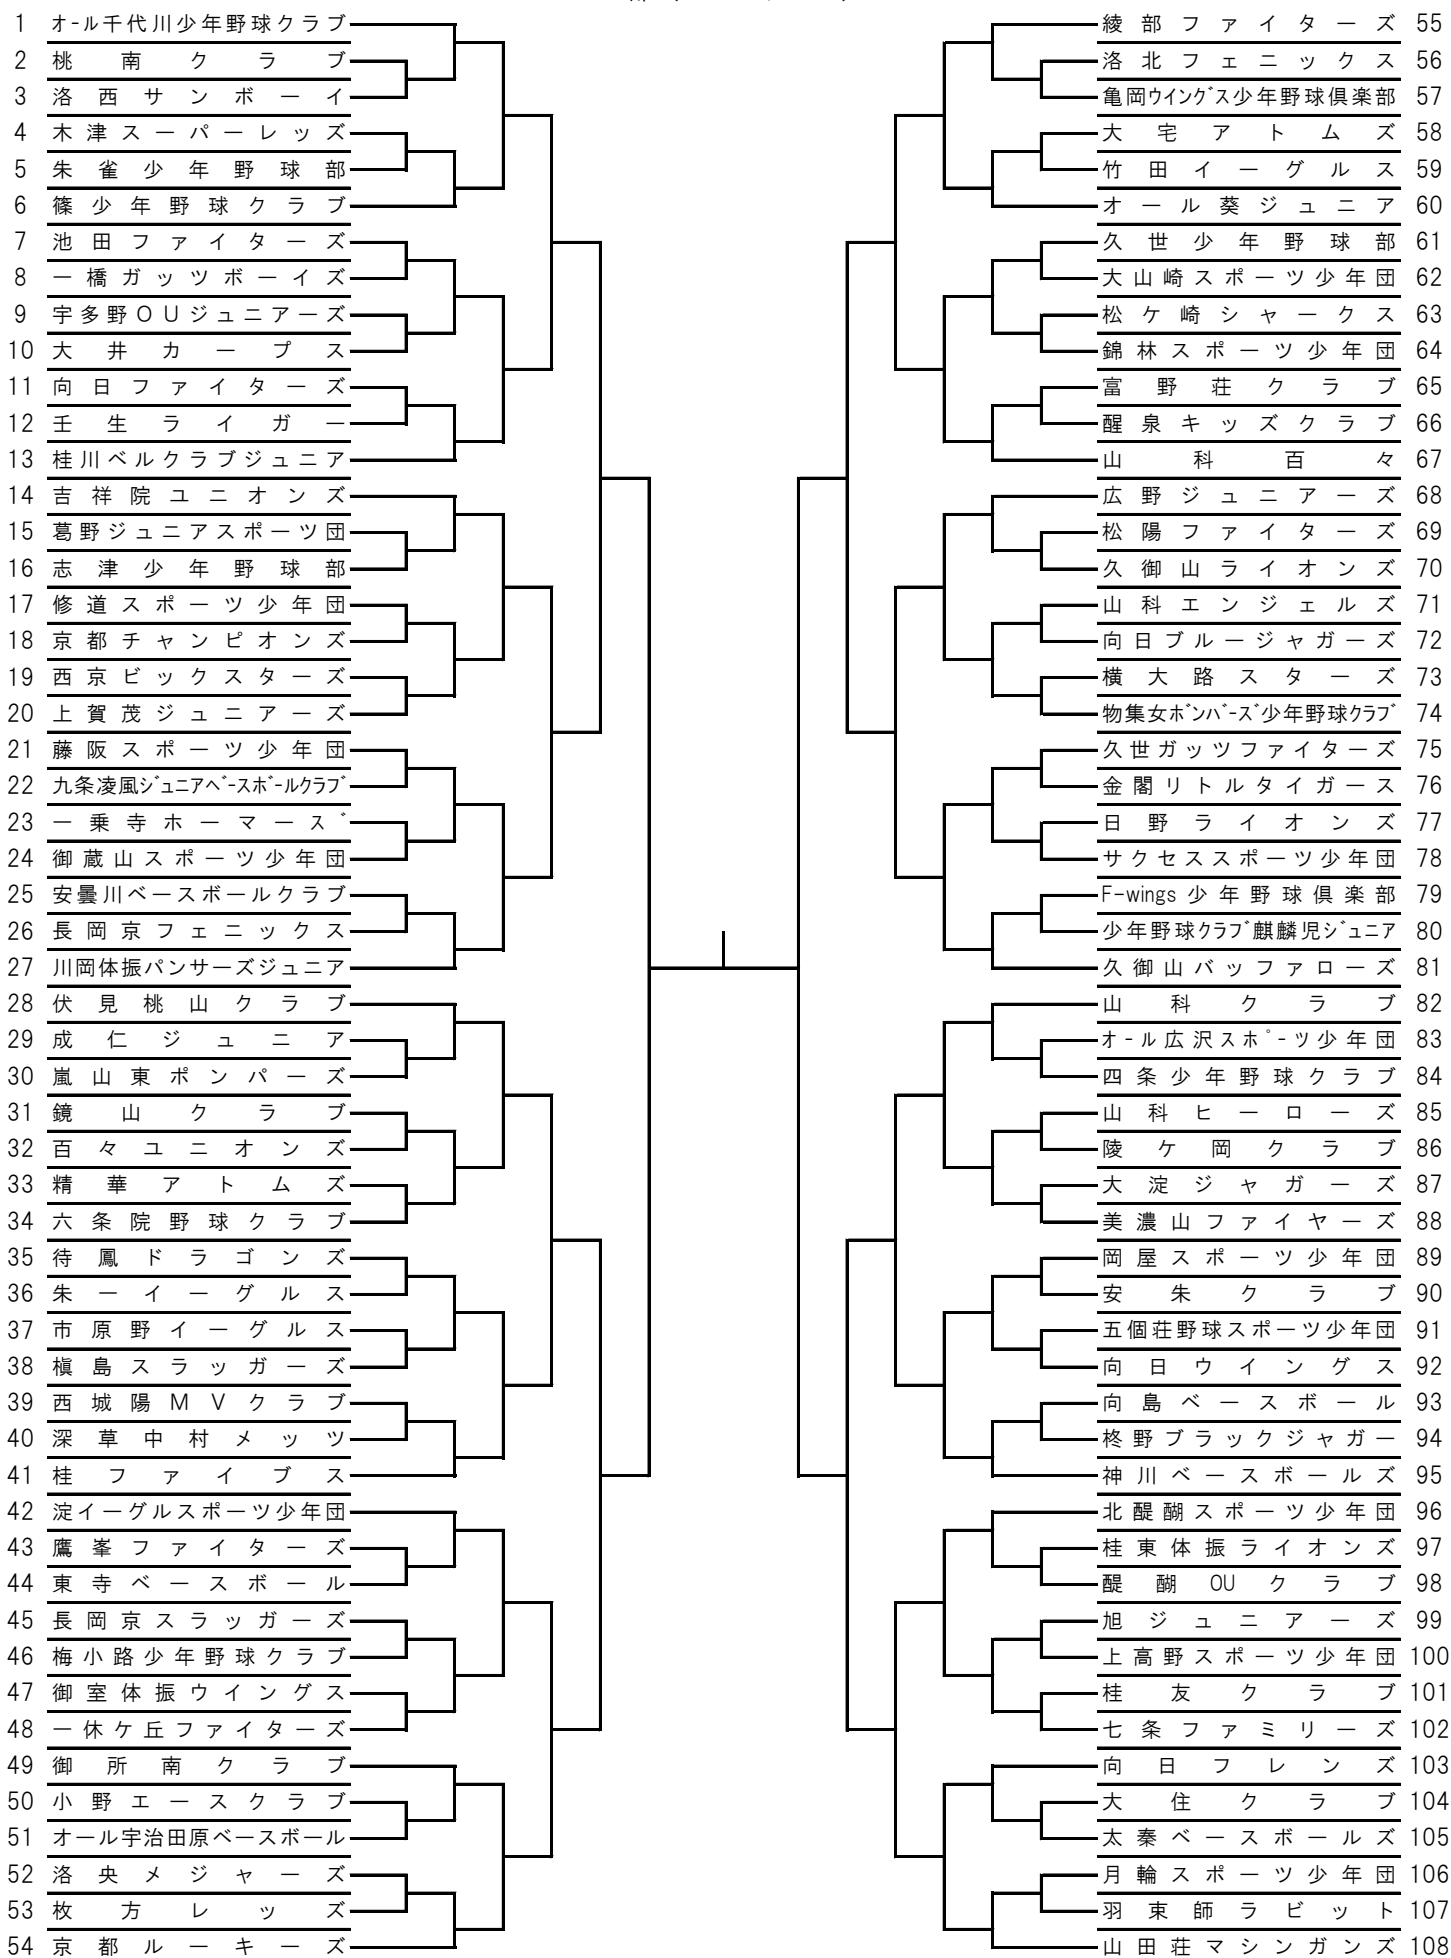 1 オール千代川少年野球クラブ
2 桃南クラブ
3 洛西サンボーイ
4 木津スーパーレッズ
5 朱雀少年野球部
6 篠少年野球クラブ
7 池田ファイターズ
8 一橋ガッツボーイズ
9 宇多野OUジュニアーズ
10 大井カープス
11 向日ファイターズ
12 壬生ライガー
13 桂川ベルクラブジュニア
14 吉祥院ユニオンズ
15 葛野ジュニアスポーツ団
16 志津少年野球部
17 修道スポーツ少年団
18 京都チャンピオンズ
19 西京ビックスターズ
20 上賀茂ジュニアーズ
21 藤阪スポーツ少年団
22 九条凌風ジュニアベースボールクラブ
23 一乗寺ホーマーズ
24 御蔵山スポーツ少年団
25 安曇川ベースボールクラブ
26 長岡京フェニックス
27 川岡体振パンサーズジュニア
28 伏見桃山クラブ
29 成仁ジュニア
30 嵐山東ポンパーズ
31 鏡山クラブ
32 百々ユニオンズ
33 精華アトムズ
34 六条院野球クラブ
35 待鳳ドラゴンズ
36 朱一イーグルス
37 市原野イーグルス
38 槇島スラッガーズ
39 西城陽MVクラブ
40 深草中村メッツ
41 桂ファイブス
42 淀イーグルスポーツ少年団
43 鷹峯ファイターズ
44 東寺ベースボール
45 長岡京スラッガーズ
46 梅小路少年野球クラブ
47 御室体振ウイングス
48 一休ケ丘ファイターズ
49 御所南クラブ
50 小野エースクラブ
51 オール宇治田原ベースボール
52 洛央メジャーズ
53 枚方レッズ
54 京都ルーキーズ
綾部ファイターズ 55
洛北フェニックス 56
亀岡ウイングス少年野球倶楽部 57
大宅アトムズ 58
竹田イーグルス 59
オール葵ジュニア 60
久世少年野球部 61
大山崎スポーツ少年団 62
松ケ崎シャークス 63
錦林スポーツ少年団 64
富野荘クラブ 65
醒泉キッズクラブ 66
山科百々 67
広野ジュニアーズ 68
松陽ファイターズ 69
久御山ライオンズ 70
山科エンジェルズ 71
向日ブルージャガーズ 72
横大路スターズ 73
物集女ボンバーズ少年野球クラブ 74
久世ガッツファイターズ 75
金閣リトルタイガース 76
日野ライオンズ 77
サクセススポーツ少年団 78
F-wings 少年野球倶楽部 79
少年野球クラブ麒麟児ジュニア 80
久御山バッファローズ 81
山科クラブ 82
オール広沢スポーツ少年団 83
四条少年野球クラブ 84
山科ヒーローズ 85
陵ケ岡クラブ 86
大淀ジャガーズ 87
美濃山ファイヤーズ 88
岡屋スポーツ少年団 89
安朱クラブ 90
五個荘野球スポーツ少年団 91
向日ウイングス 92
向島ベースボール 93
柊野ブラックジャガー 94
神川ベースボールズ 95
北醍醐スポーツ少年団 96
桂東体振ライオンズ 97
醍醐OUクラブ 98
旭ジュニアーズ 99
上高野スポーツ少年団 100
桂友クラブ 101
七条ファミリーズ 102
向日フレンズ 103
大住クラブ 104
太秦ベースボールズ 105
月輪スポーツ少年団 106
羽束師ラビット 107
山田荘マシンガンズ 108